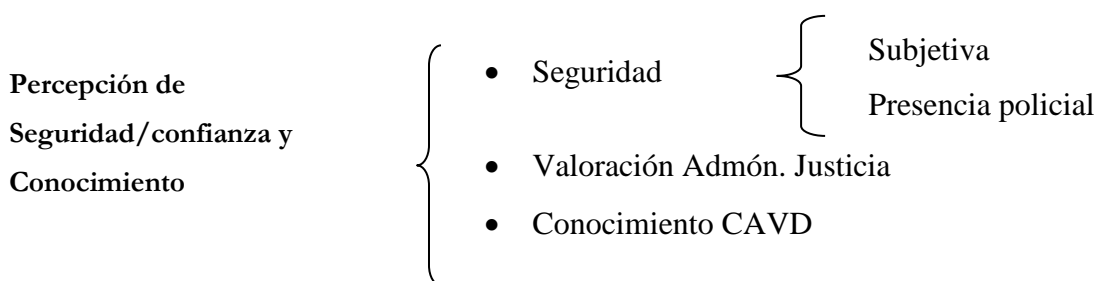 Percepción de
Seguridad/confianza y
Conocimiento
• Seguridad
Subjetiva
Presencia policial
• Valoración Admón. Justicia
• Conocimiento CAVD